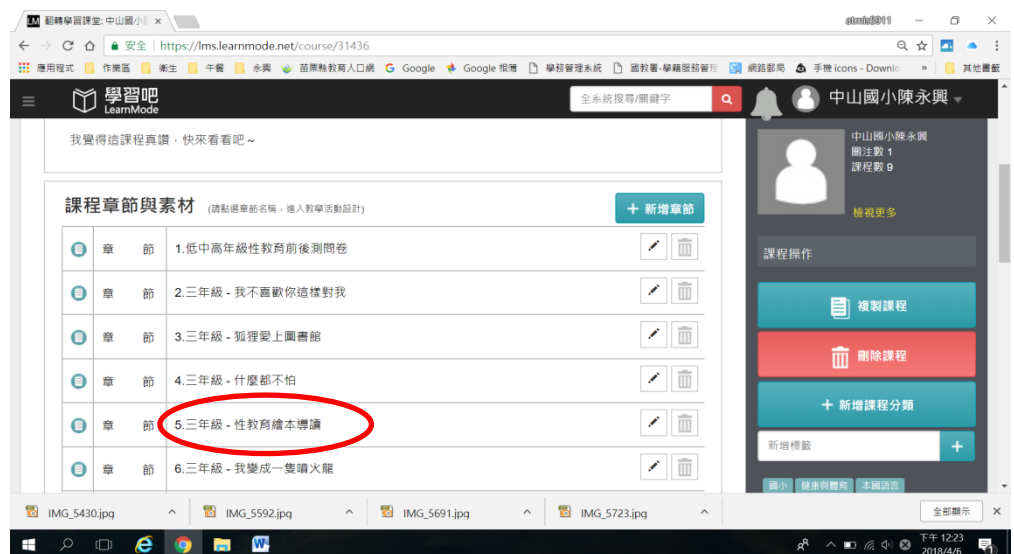 翻轉學習課堂: 中山國小
atmis8911
安全 | https://lms.learnmode.net/course/31436
應用程式 作業區 衛生 午餐 永興 苗栗縣教育人口網 Google Google 相簿 學務管理系統 國教署-學籍服務管理 網路郵局 手機 icons - Downlo » 其他書籤
學習吧
LearnMode
全系統搜尋/關鍵字
中山國小陳永興
我覺得這課程真讚，快來看看吧~
中山國小陳永興
關注數 1
課程數 9
檢視更多
課程章節與素材 (請點選章節名稱，進入教學活動設計)
+ 新增章節
章 節 1.低中高年級性教育前後測問卷
章 節 2.三年級 - 我不喜歡你這樣對我
章 節 3.三年級 - 狐狸愛上圖書館
章 節 4.三年級 - 什麼都不怕
章 節 5.三年級 - 性教育繪本導讀
章 節 6.三年級 - 我變成一隻噴火龍
課程操作
複製課程
刪除課程
+ 新增課程分類
新增標籤
+
國小 健康與體育 本國語言
IMG_5430.jpg
IMG_5592.jpg
IMG_5691.jpg
IMG_5723.jpg
全部顯示
下午 12:23
2018/4/6